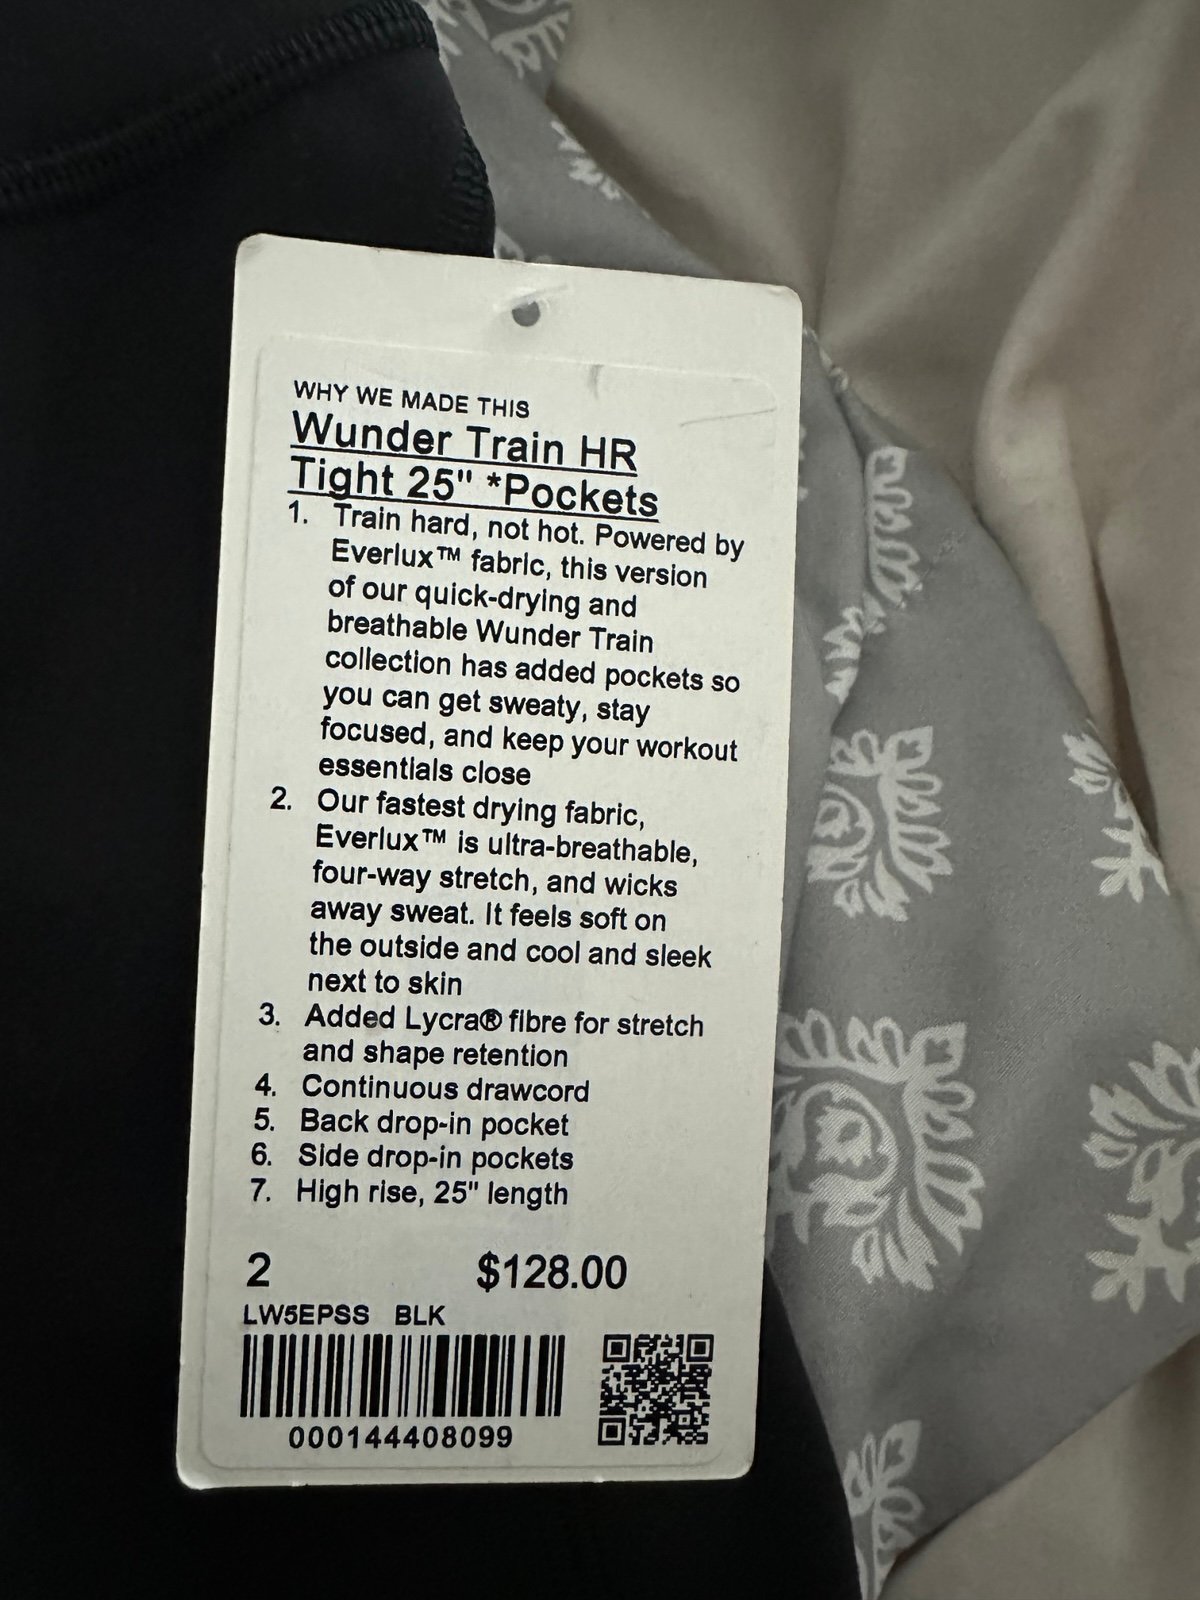 WHY WE MADE THIS
Wunder Train HR
Tight 25" *Pockets
1. Train hard, not hot. Powered by
Everlux™ fabric, this version
of our quick-drying and
breathable Wunder Train
collection has added pockets so
you can get sweaty, stay
focused, and keep your workout
essentials close
2. Our fastest drying fabric,
Everlux™ is ultra-breathable,
four-way stretch, and wicks
away sweat. It feels soft on
the outside and cool and sleek
next to skin
3. Added Lycra® fibre for stretch
and shape retention
4. Continuous drawcord
5. Back drop-in pocket
6. Side drop-in pockets
7. High rise, 25" length
2 $128.00
LW5EPSS BLK
000144408099